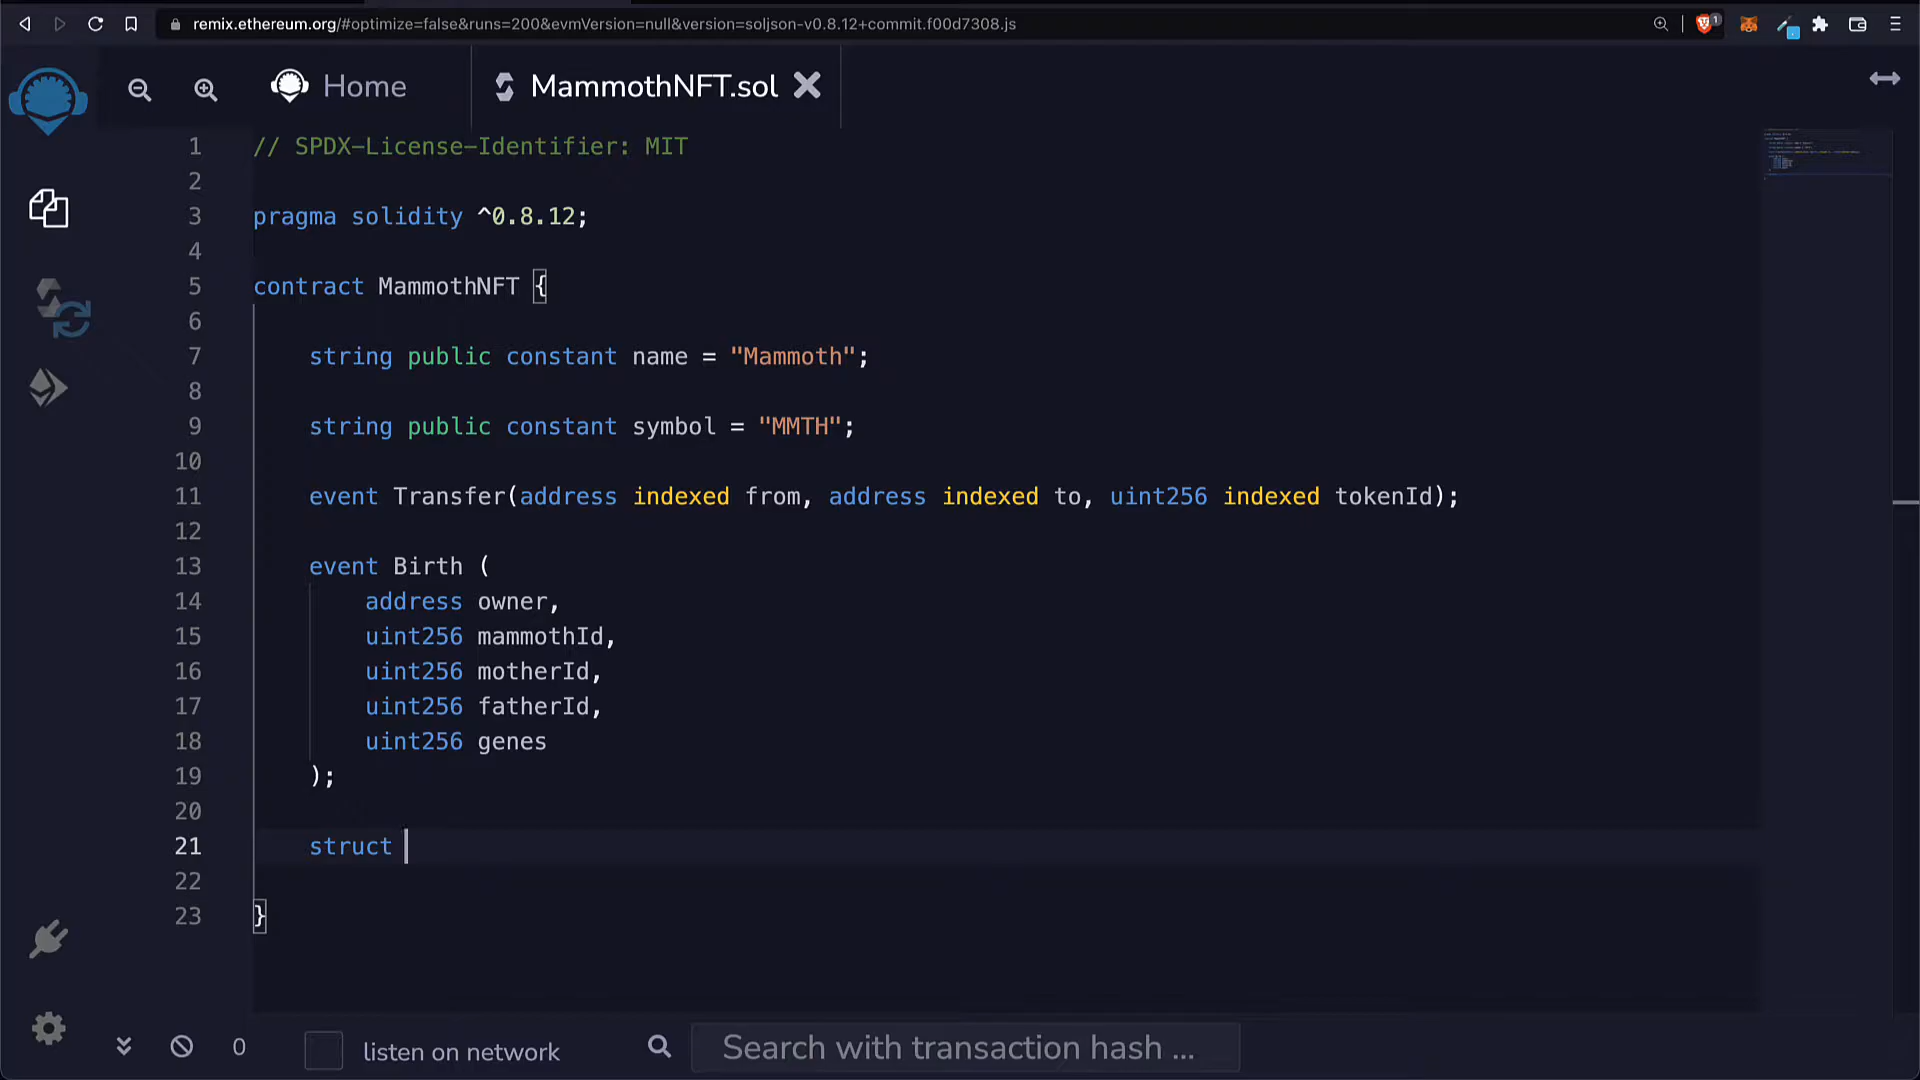 remix.ethereum.org/#optimize=false&runs=200&evmVersion=null&version=soljson-v0.8.12+commit.f00d7308.js
1
Home
MammothNFT.sol
1 // SPDX-License-Identifier: MIT
2
3 pragma solidity ^0.8.12;
4
5 contract MammothNFT {
6
7 string public constant name = "Mammoth";
8
9 string public constant symbol = "MMTH";
10
11 event Transfer(address indexed from, address indexed to, uint256 indexed tokenId);
12
13 event Birth (
14 address owner,
15 uint256 mammothId,
16 uint256 motherId,
17 uint256 fatherId,
18 uint256 genes
19 );
20
21 struct
22
23 }
0 listen on network Search with transaction hash ...